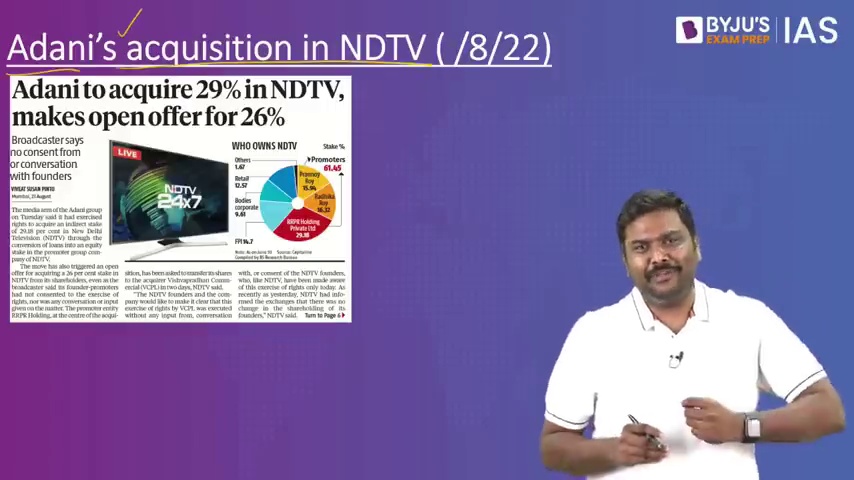 Adani's acquisition in NDTV ( /8/22)
BYJU'S
EXAM PREP
IAS
Adani to acquire 29% in NDTV,
makes open offer for 26%
Broadcaster says
no consent from
or conversation
with founders
VIVEAT SUSAN PINTO
Mumbai, 23 August
The media arm of the Adani group
on Tuesday said it had exercised
rights to acquire an indirect stake
of 29.18 per cent in New Delhi
Television (NDTV) through the
conversion of loans into an equity
stake in the promoter group com-
pany of NDTV.
The move has also triggered an open
offer for acquiring a 26 per cent stake in
NDTV from its shareholders, even as the
broadcaster said its founder-promoters
had not consented to the exercise of
rights, nor was any conversation or input
given on the matter. The promoter entity
RRPR Holding, at the centre of the acqui-
LIVE
NDTV
24x7
WHO OWNS NDTV
Stake %
Others
1.67
Retail
12.57
Bodies
corporate
9.61
FPI 14.7
Promoters
61.45
Prannoy
Roy
15.94
Radhika
Roy
16.32
RRPR Holding
Private Ltd
29.18
Note: As on June 30 Source: Capitaline
Compiled by BS Research Bureau
sition, has been asked to transfer its shares
to the acquirer Vishvapradhan Comm-
ercial (VCPL) in two days, NDTV said.
"The NDTV founders and the com-
pany would like to make it clear that this
exercise of rights by VCPL was executed
without any input from, conversation
with, or consent of the NDTV founders,
who, like NDTV, have been made aware
of this exercise of rights only today. As
recently as yesterday, NDTV had infor-
med the exchanges that there was no
change in the shareholding of its
founders," NDTV said. Turn to Page 6